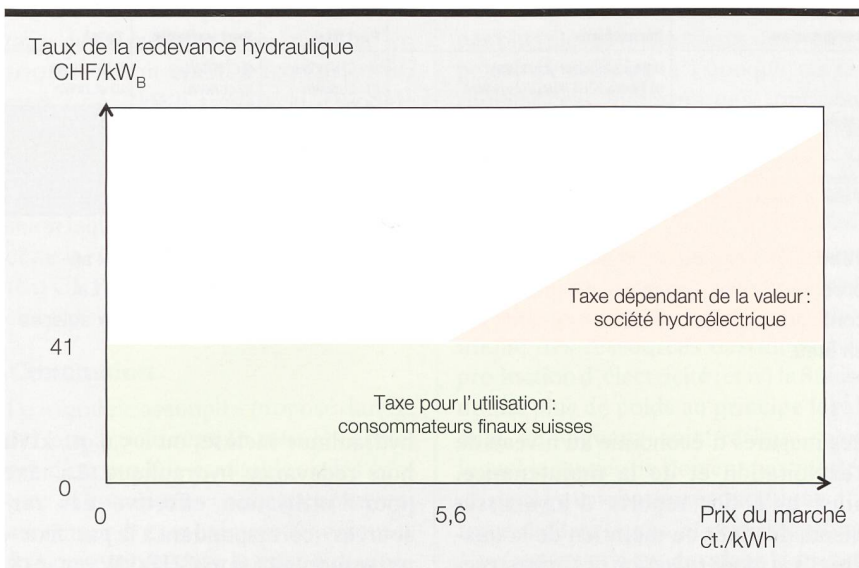 Taux de la redevance hydraulique
CHF/kW_B
Taxe dépendant de la valeur:
société hydroélectrique
41
Taxe pour l'utilisation:
consommateurs finaux suisses
0
0
5,6
Prix du marché
ct./kWh